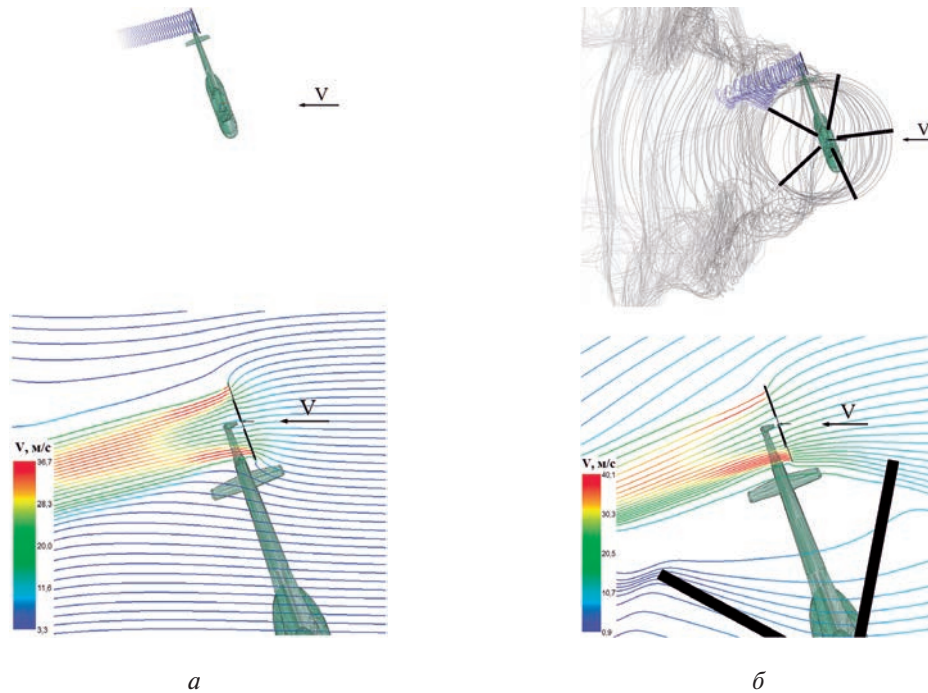 V
V
V
V, м/с
36,7
28,3
20,0
11,6
3,3
V
V, м/с
40,1
30,3
20,5
10,7
0,9
а
б